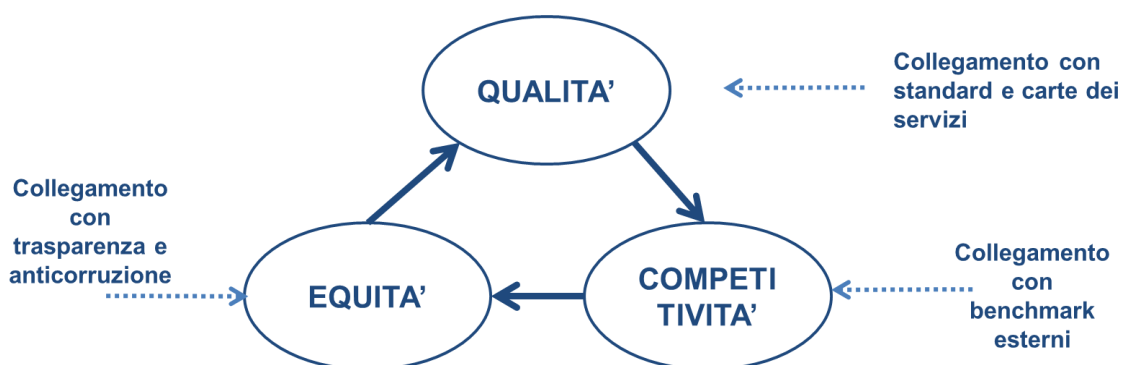 QUALITA’
Collegamento con
standard e carte dei
servizi
Collegamento
con
trasparenza e
anticorruzione
EQUITA’
COMPETI
TIVITA’
Collegamento
con
benchmark
esterni